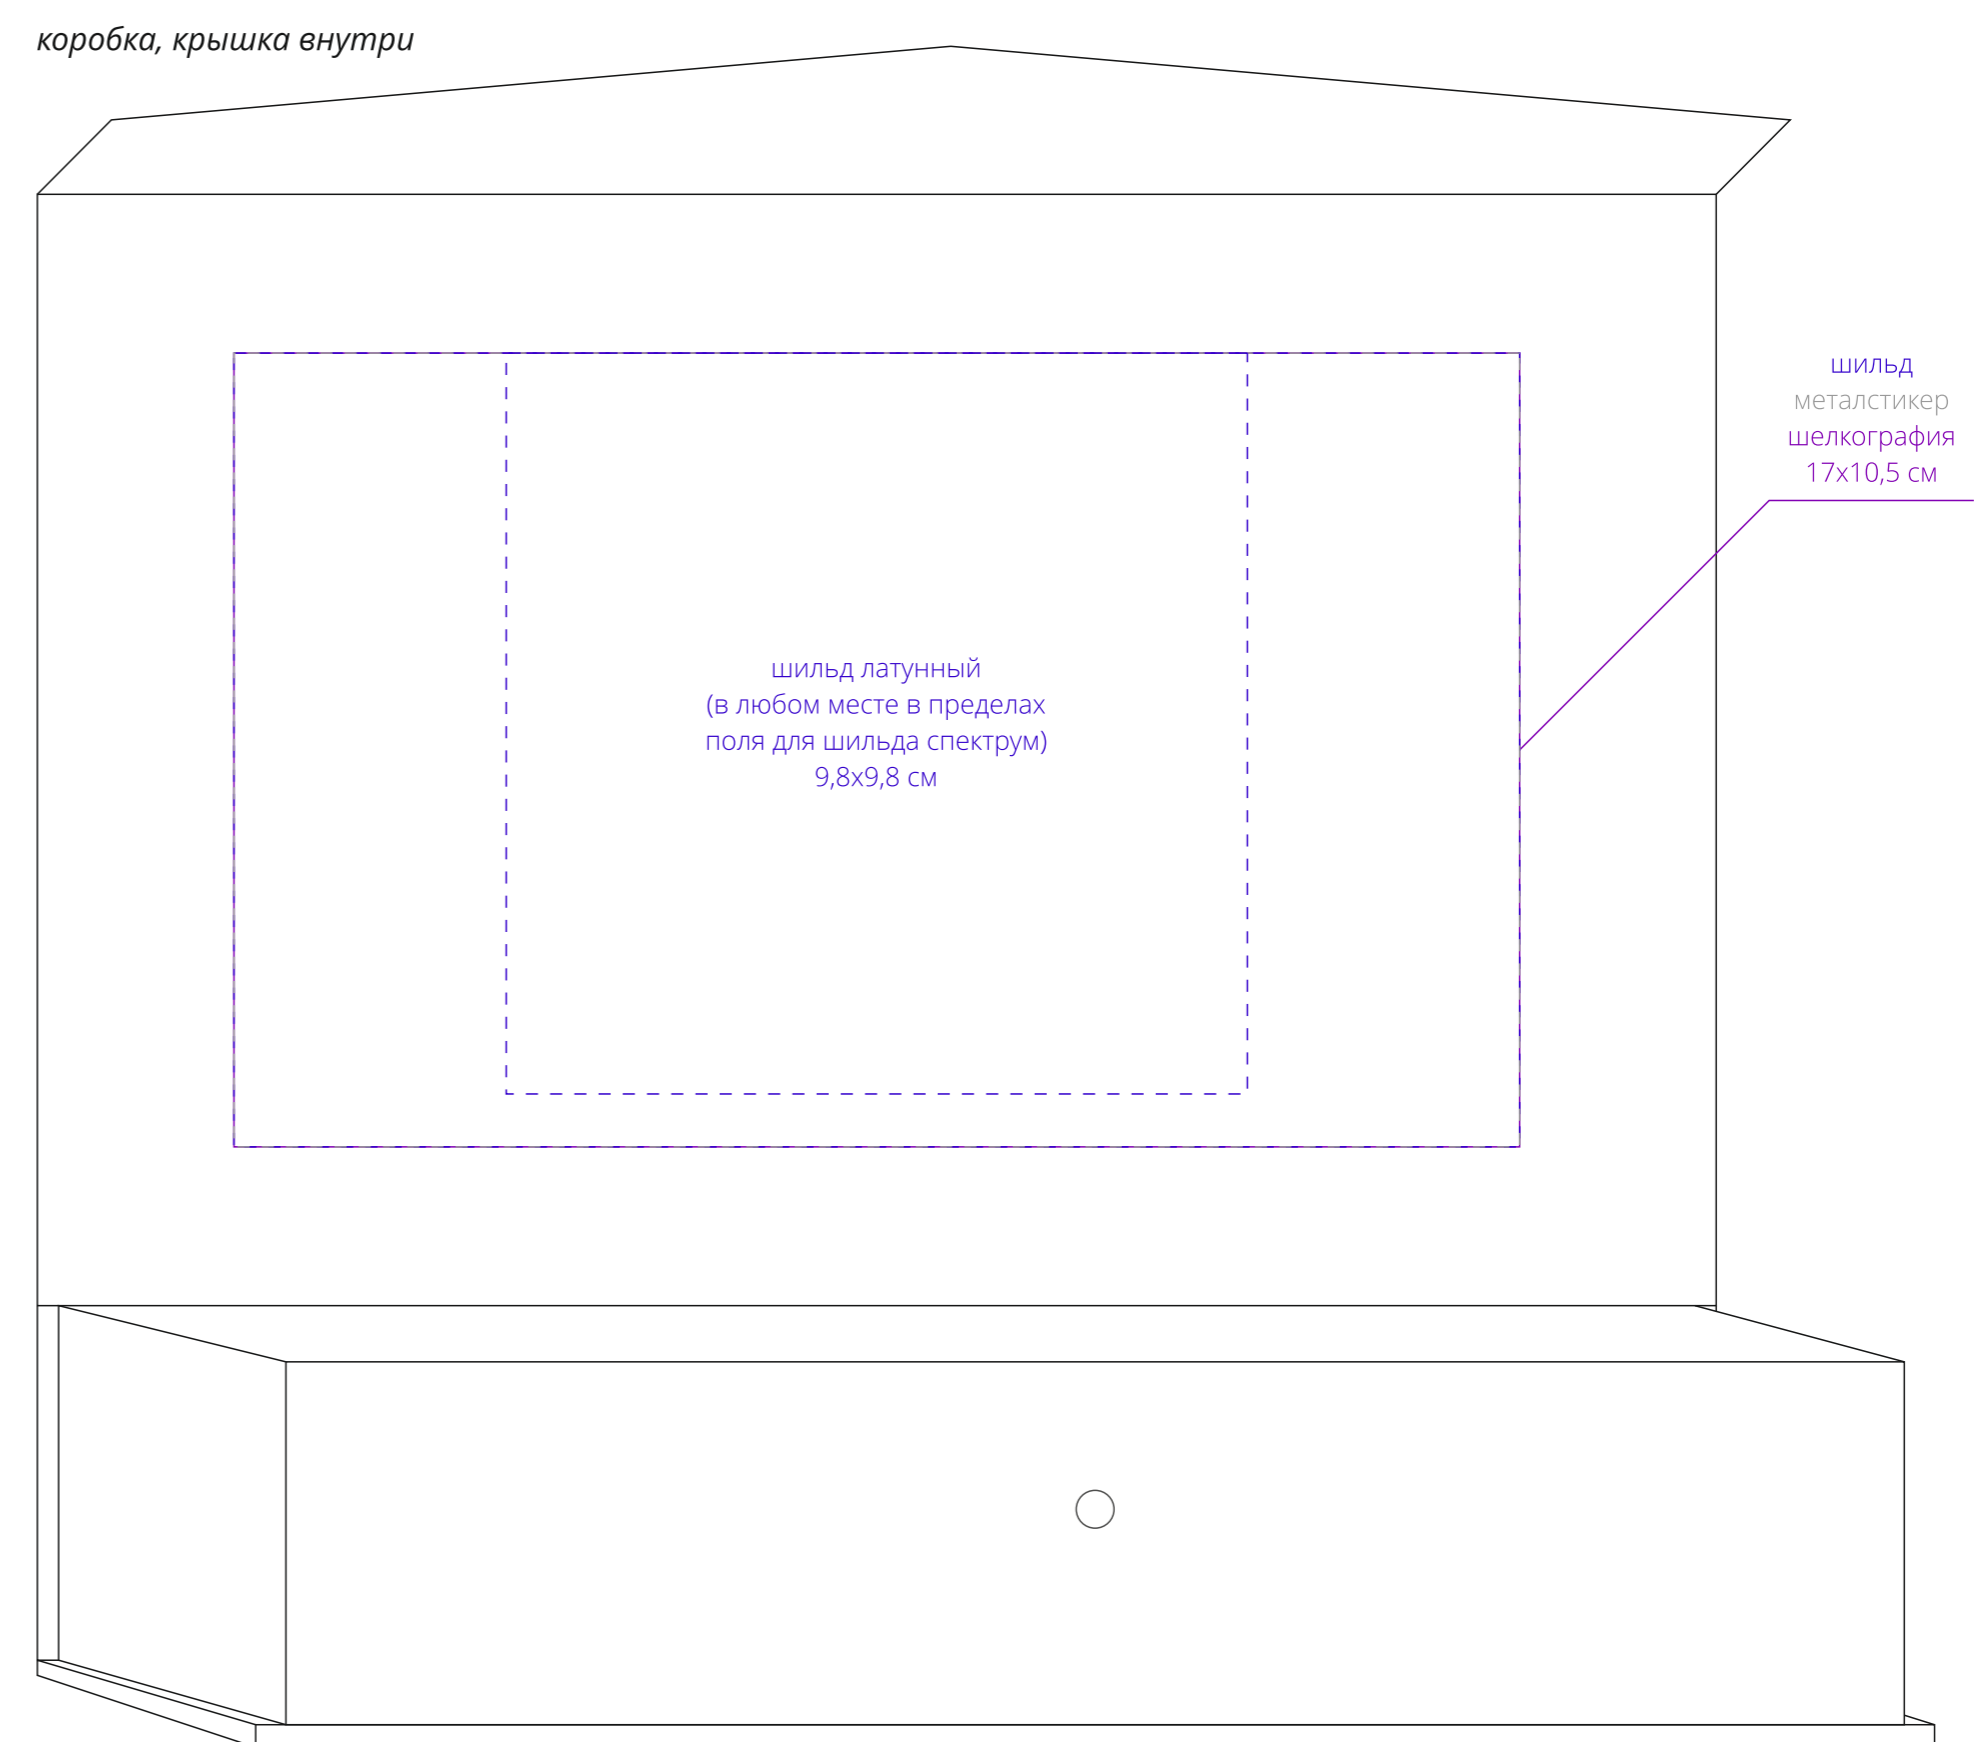 коробка, крышка внутри
шильд
металстикер
шелкография
17х10,5 см
шильд латунный
(в любом месте в пределах
поля для шильда спектрум)
9,8х9,8 см